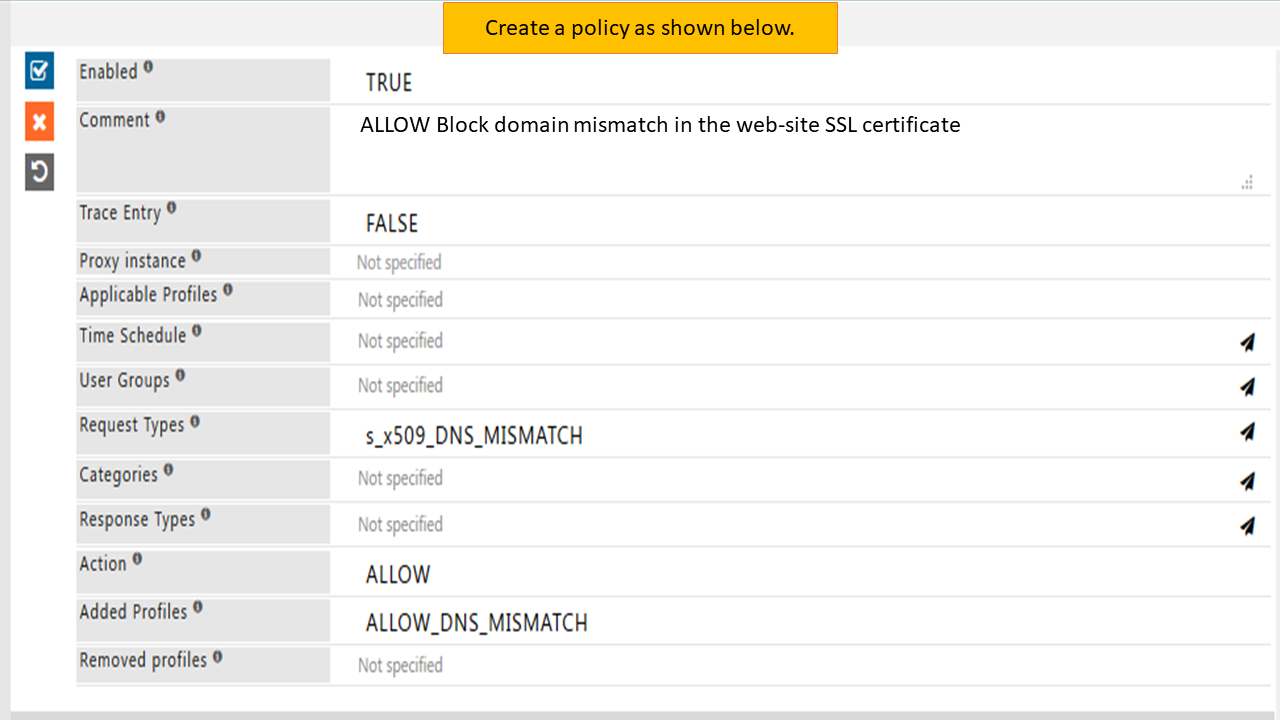 Create a policy as shown below.
Enabled
TRUE
Comment
ALLOW Block domain mismatch in the web-site SSL certificate
Trace Entry
FALSE
Proxy instance
Not specified
Applicable Profiles
Not specified
Time Schedule
Not specified
User Groups
Not specified
Request Types
s_x509_DNS_MISMATCH
Categories
Not specified
Response Types
Not specified
Action
ALLOW
Added Profiles
ALLOW_DNS_MISMATCH
Removed profiles
Not specified